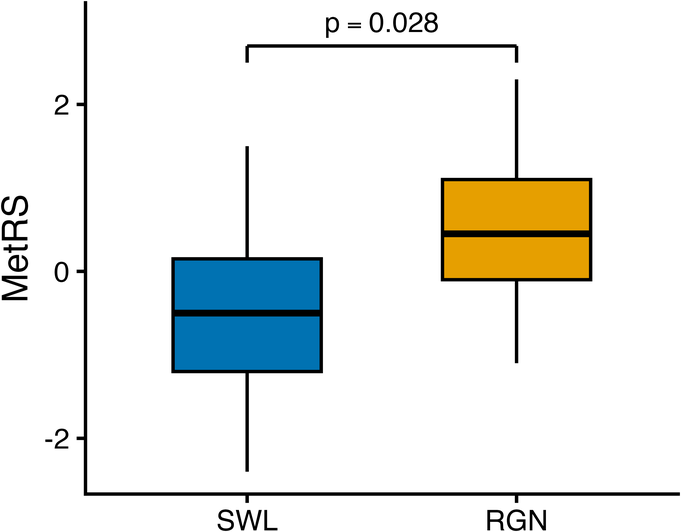 p = 0.028
MetRS
2
0
-2
SWL RGN